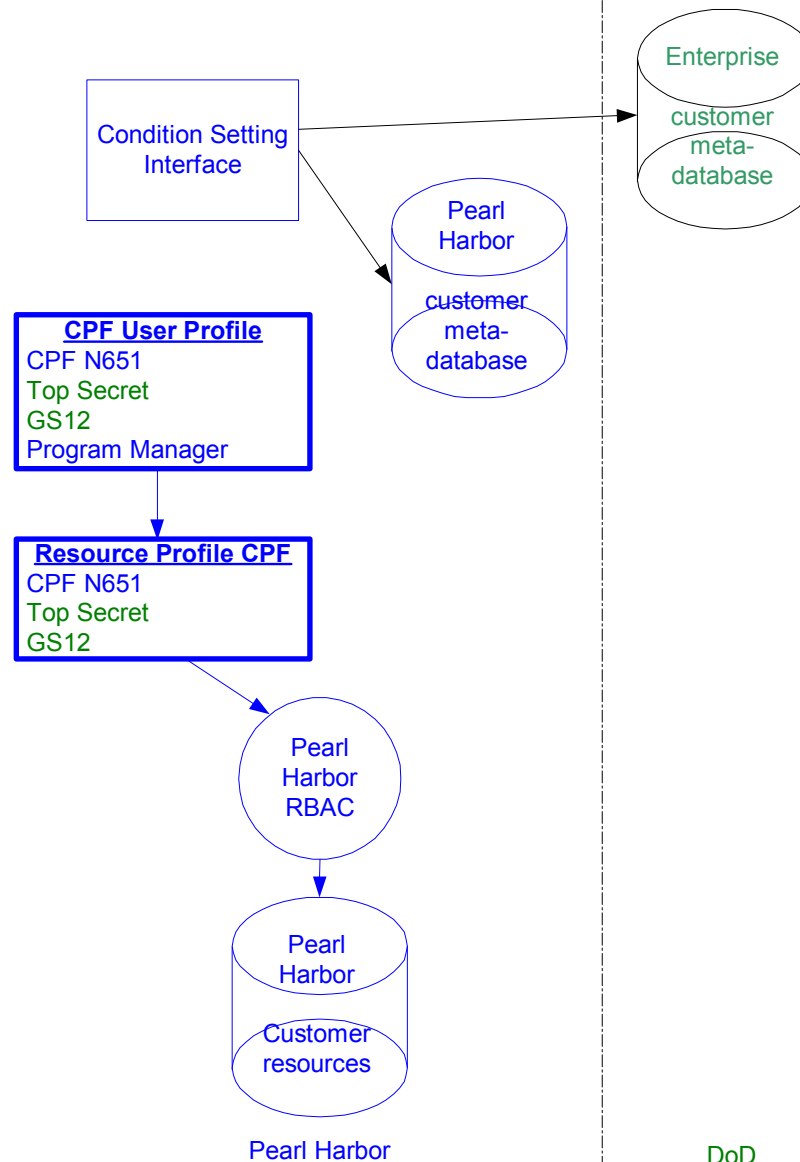 Enterprise
customer
meta-
database
Condition Setting
Interface
Pearl
Harbor
customer
meta-
database
CPF User Profile
CPF N651
Top Secret
GS12
Program Manager
Resource Profile CPF
CPF N651
Top Secret
GS12
Pearl
Harbor
RBAC
Pearl
Harbor
Customer
resources
Pearl Harbor
DoD